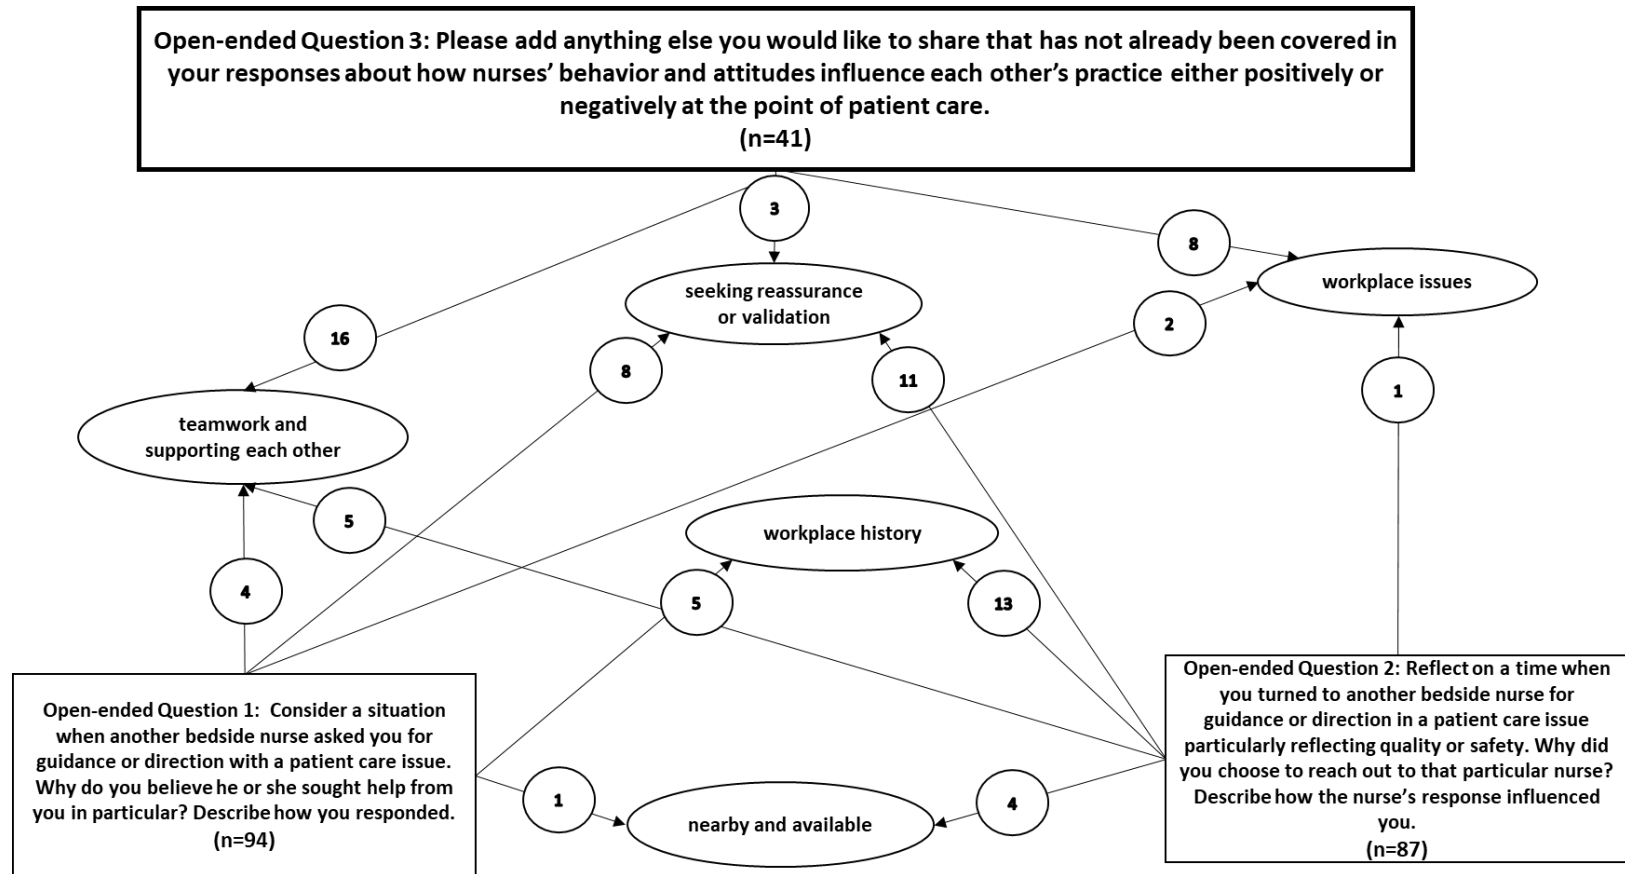 Open-ended Question 3: Please add anything else you would like to share that has not already been covered in
your responses about how nurses’ behavior and attitudes influence each other’s practice either positively or
negatively at the point of patient care.
(n=41)
3
8
workplace issues
seeking reassurance
or validation
2
16
8
11
1
teamwork and
supporting each other
5
workplace history
4
5
13
Open-ended Question 1: Consider a situation
when another bedside nurse asked you for
guidance or direction with a patient care issue.
Why do you believe he or she sought help from
you in particular? Describe how you responded.
(n=94)
Open-ended Question 2: Reflect on a time when
you turned to another bedside nurse for
guidance or direction in a patient care issue
particularly reflecting quality or safety. Why did
you choose to reach out to that particular nurse?
Describe how the nurse’s response influenced
you.
(n=87)
1
nearby and available
4